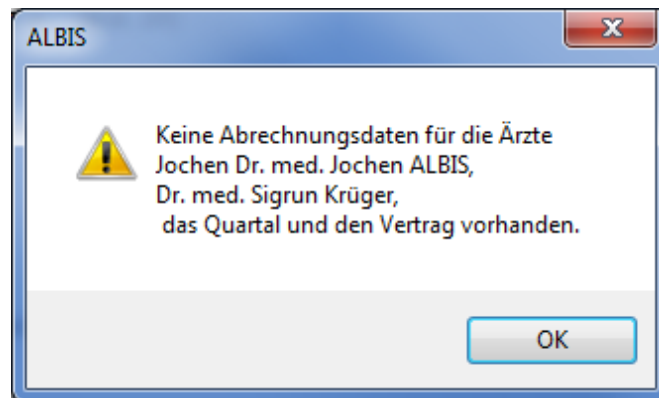 ALBIS
Keine Abrechnungsdaten für die Ärzte
Jochen Dr. med. Jochen ALBIS,
Dr. med. Sigrun Krüger,
das Quartal und den Vertrag vorhanden.
OK